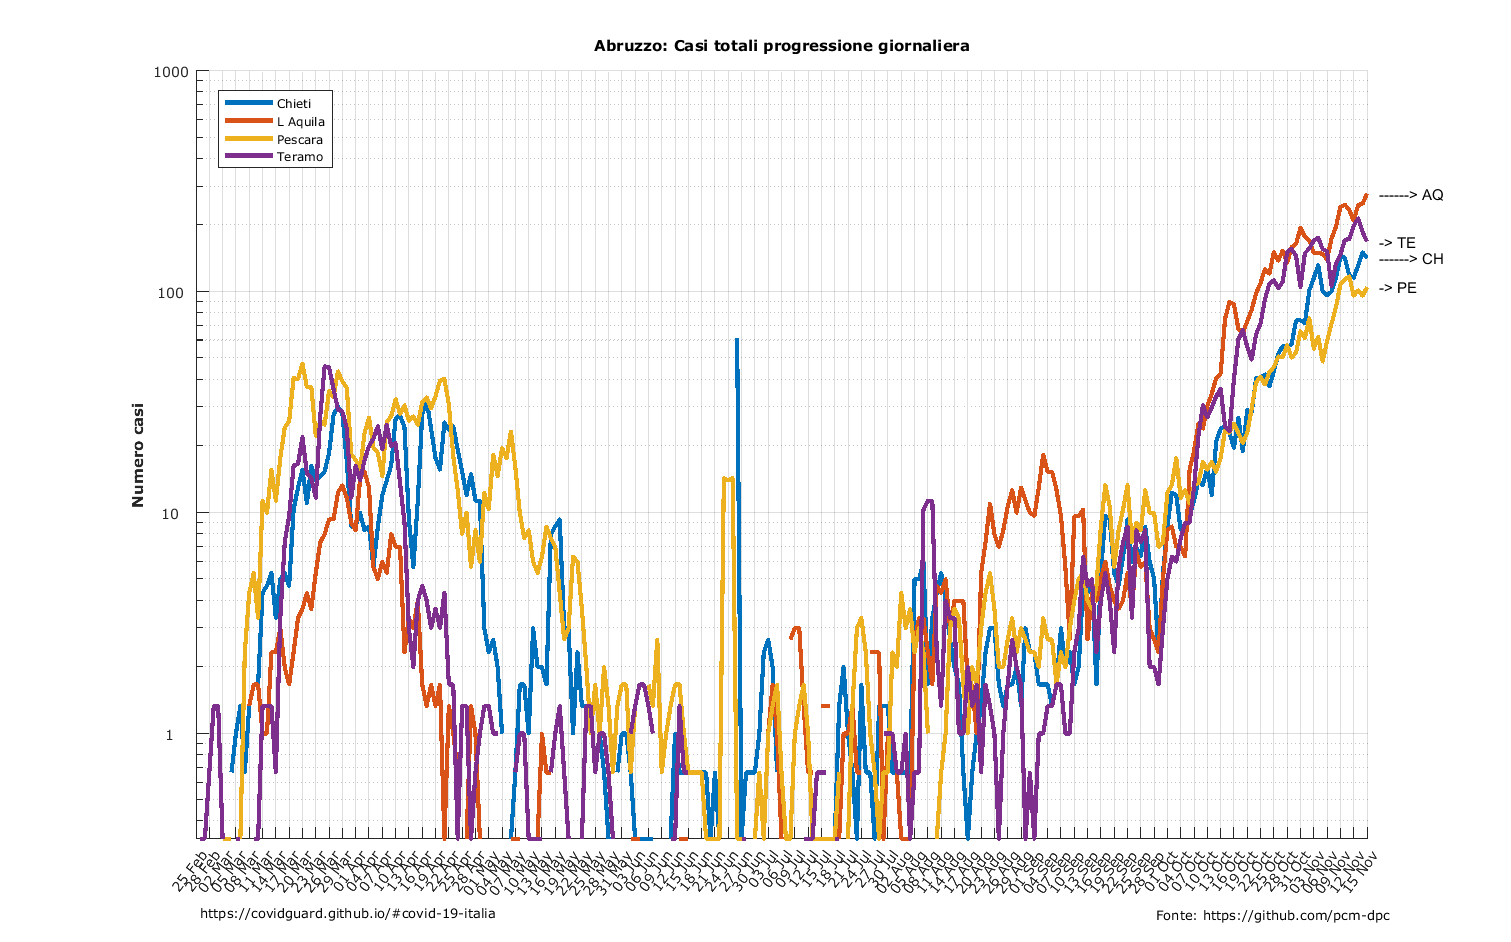 Abruzzo: Casi totali progressione giornaliera
1000
100
10
1
Numero casi
Chieti
L Aquila
Pescara
Teramo
------> AQ
-> TE
------> CH
-> PE
25 Feb
28 Feb
02 Mar
05 Mar
08 Mar
11 Mar
14 Mar
17 Mar
20 Mar
23 Mar
26 Mar
29 Mar
01 Apr
04 Apr
07 Apr
10 Apr
13 Apr
16 Apr
19 Apr
22 Apr
25 Apr
28 Apr
01 May
04 May
07 May
10 May
13 May
16 May
19 May
22 May
25 May
28 May
31 May
03 Jun
06 Jun
09 Jun
12 Jun
15 Jun
18 Jun
21 Jun
24 Jun
27 Jun
30 Jun
03 Jul
06 Jul
09 Jul
12 Jul
15 Jul
18 Jul
21 Jul
24 Jul
27 Jul
30 Jul
02 Aug
05 Aug
08 Aug
11 Aug
14 Aug
17 Aug
20 Aug
23 Aug
26 Aug
29 Aug
01 Sep
04 Sep
07 Sep
10 Sep
13 Sep
16 Sep
19 Sep
22 Sep
25 Sep
28 Sep
01 Oct
04 Oct
07 Oct
10 Oct
13 Oct
16 Oct
19 Oct
22 Oct
25 Oct
28 Oct
31 Oct
03 Nov
06 Nov
09 Nov
12 Nov
15 Nov
https://covidguard.github.io/#covid-19-italia
Fonte: https://github.com/pcm-dpc